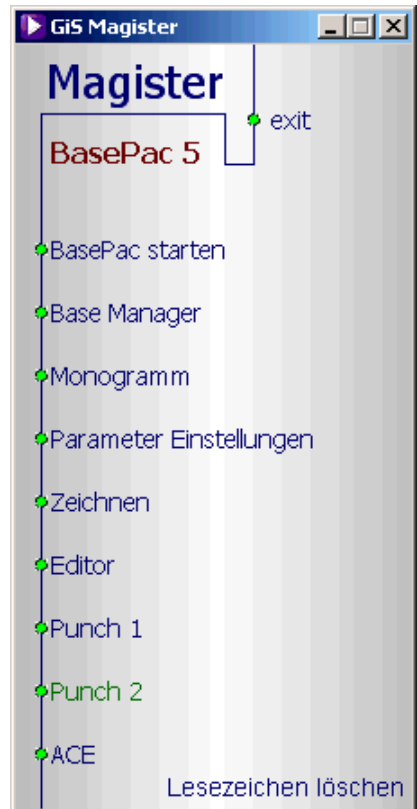 GiS Magister
Magister
exit
BasePac 5
BasePac starten
Base Manager
Monogramm
Parameter Einstellungen
Zeichnen
Editor
Punch 1
Punch 2
ACE
Lesezeichen löschen